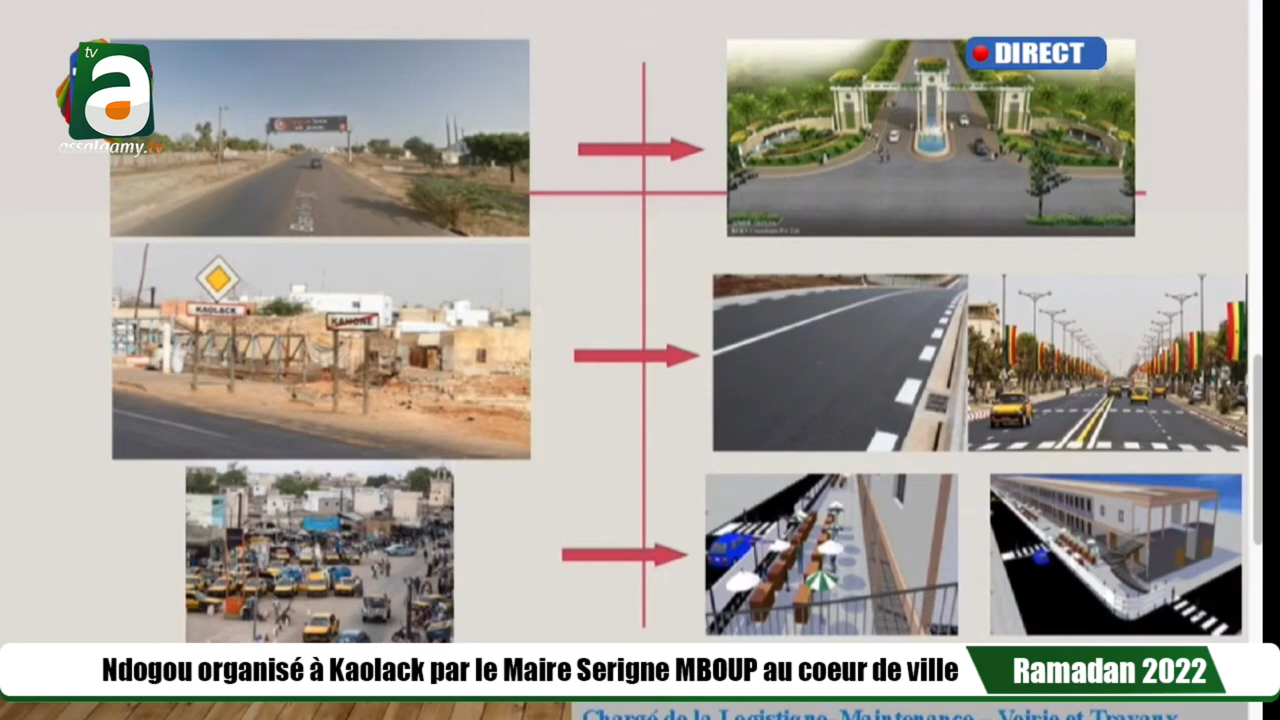 tv
a
assalaamy.tv
DIRECT
KAOLACK
KAHONE
Ndogou organisé à Kaolack par le Maire Serigne MBOUP au coeur de ville
Ramadan 2022
Chargé de la Logistique, Maintenance – Voirie et Travaux